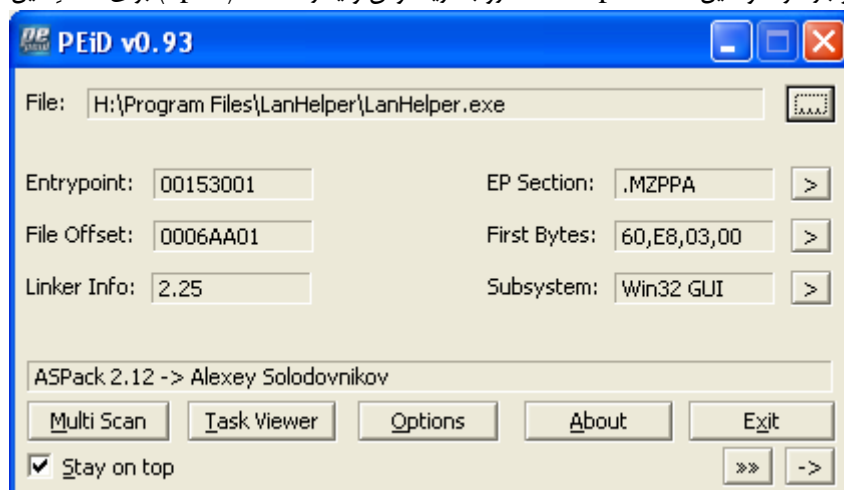 PEiD v0.93
File: H:\Program Files\LanHelper\LanHelper.exe ....
Entrypoint: 00153001 EP Section: .MZPPA >
File Offset: 0006AA01 First Bytes: 60,E8,03,00 >
Linker Info: 2.25 Subsystem: Win32 GUI >
ASPack 2.12 -> Alexey Solodovnikov
Multi Scan Task Viewer Options About Exit
Stay on top »» ->